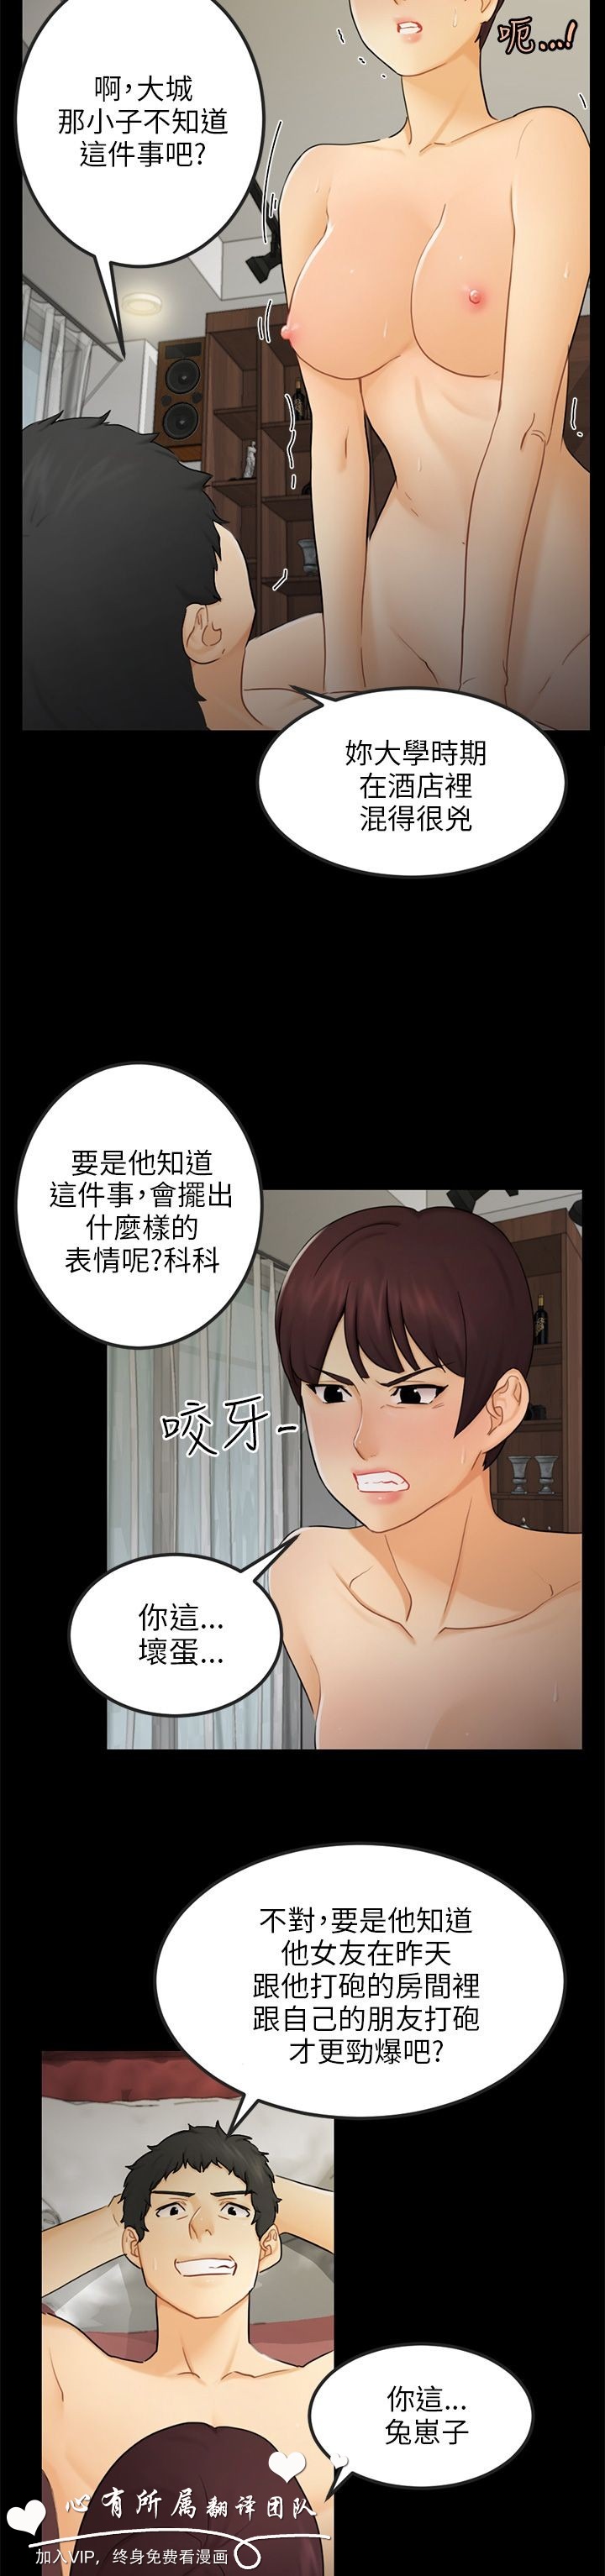 呃...!
啊，大城
那小子不知道
這件事吧?
妳大學時期
在酒店裡
混得很兇
要是他知道
這件事，會擺出
什麼樣的
表情呢?科科
咬牙-
你這...
壞蛋...
不對，要是他知道
他女友在昨天
跟他打砲的房間裡
跟自己的朋友打砲
才更勁爆吧?
你這...
兔崽子
心有所属翻译团队
加入VIP，终身免费看漫画